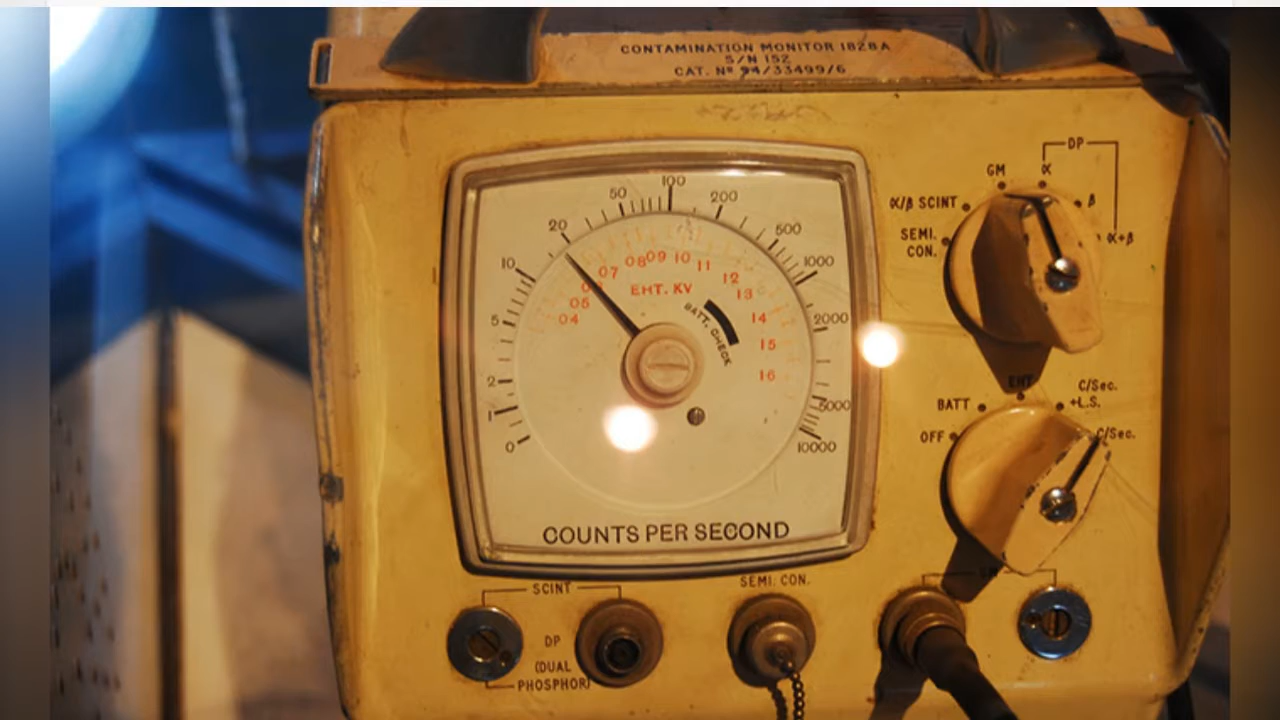 CONTAMINATION MONITOR 1828A
S/N 152
CAT. Nº 94/33499/6
DP
GM α
α/β SCINT β
SEMI. CON. α+β
0 1 2 5 10 20 50 100 200 500 1000 2000 5000 10000
04 05 07 08 09 10 11 12 13 14 15 16
EHT. KV
BATT. CHECK
COUNTS PER SECOND
EHT
C/Sec.
BATT +L.S.
OFF C/Sec.
SCINT
SEMI. CON.
DP
(DUAL
PHOSPHOR)